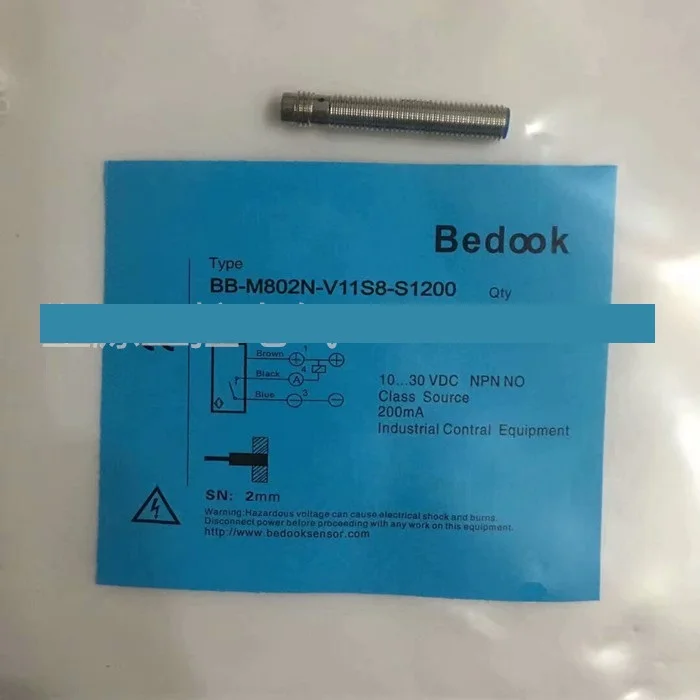 Bedook
Type
BB-M802N-V11S8-S1200
Qty
Brown 1
Black 4
A
Blue 3
10...30 VDC NPN NO
Class Source
200mA
Industrial Contral Equipment
SN: 2mm
Warning:Hazardous voltage can cause electrical shock and burns.
Disconnect power before proceeding with any work on this equipment.
http://www.bedooksensor.com